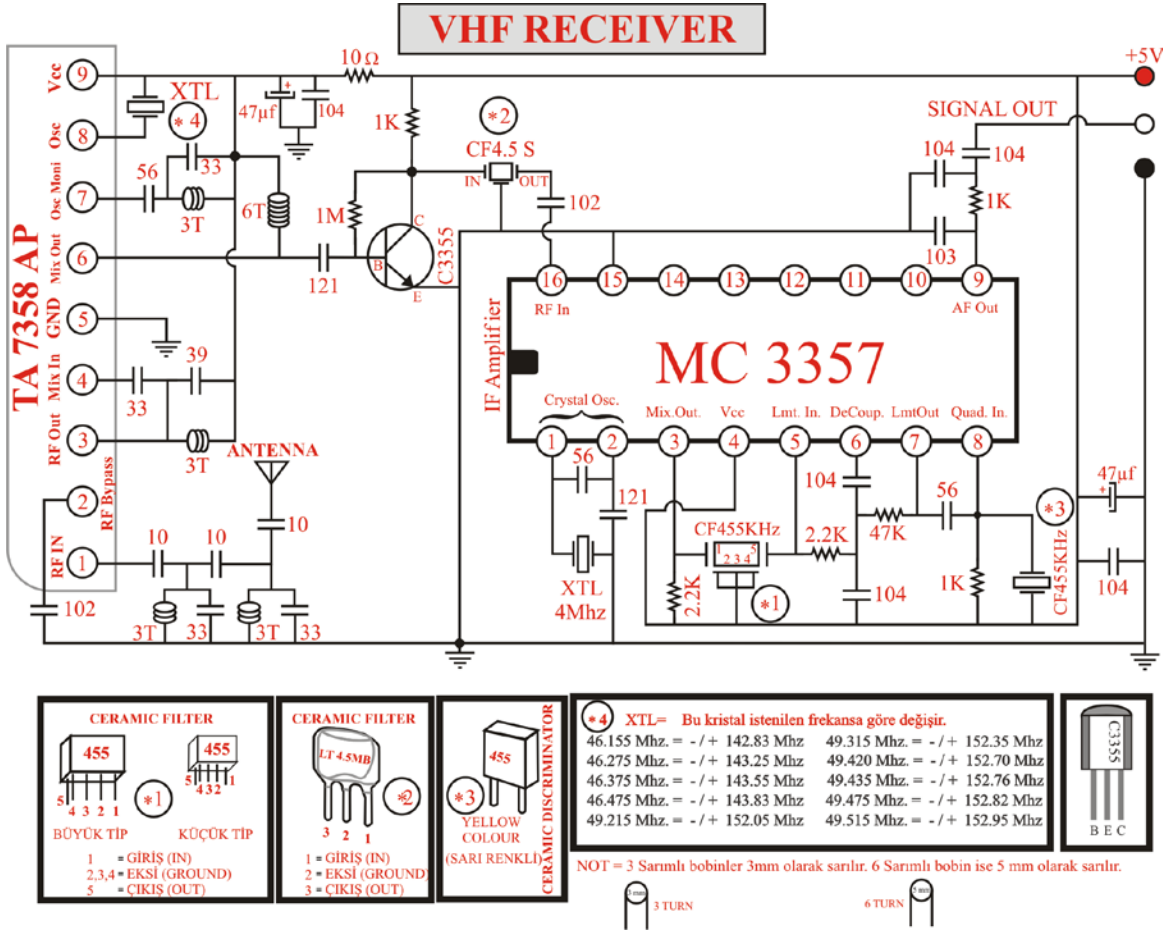 VHF RECEIVER
+5V
SIGNAL OUT
TA 7358 AP
9 Vcc
8 Osc
7 Osc Moni
6 Mix Out
5 GND
4 Mix In
3 RF Out
2 RF Bypass
1 RF IN
XTL
*4
56
33
3T
6T
47µf
+
104
10Ω
1K
1M
121
B
C
E
C3355
*2
CF4.5 S
IN
OUT
102
104
104
1K
103
33
39
3T
ANTENNA
10
10
10
102
3T
33
3T
33
IF Amplifier
MC 3357
16
15
14
13
12
11
10
9
RF In
AF Out
Crystal Osc.
Mix.Out.
Vcc
Lmt. In.
DeCoup.
LmtOut
Quad. In.
1
2
3
4
5
6
7
8
56
121
XTL
4Mhz
CF455KHz
1
5
2 3 4
*1
2.2K
2.2K
104
47K
104
56
1K
*3
CF455KHz
47µf
+
104
CERAMIC FILTER
455
455
5 4 3 2 1
5 4 3 2 1
*1
BÜYÜK TİP
KÜÇÜK TİP
1 = GİRİŞ (IN)
2,3,4 = EKSİ (GROUND)
5 = ÇIKIŞ (OUT)
CERAMIC FILTER
LT 4.5MB
*2
3 2 1
1 = GİRİŞ (IN)
2 = EKSİ (GROUND)
3 = ÇIKIŞ (OUT)
455
*3
YELLOW
COLOUR
(SARI RENKLİ)
CERAMIC DISCRIMINATOR
*4 XTL= Bu kristal istenilen frekansa göre değişir.
46.155 Mhz. = - / + 142.83 Mhz 49.315 Mhz. = - / + 152.35 Mhz
46.275 Mhz. = - / + 143.25 Mhz 49.420 Mhz. = - / + 152.70 Mhz
46.375 Mhz. = - / + 143.55 Mhz 49.435 Mhz. = - / + 152.76 Mhz
46.475 Mhz. = - / + 143.83 Mhz 49.475 Mhz. = - / + 152.82 Mhz
49.215 Mhz. = - / + 152.05 Mhz 49.515 Mhz. = - / + 152.95 Mhz
C3355
B E C
NOT = 3 Sarımlı bobinler 3mm olarak sarılır. 6 Sarımlı bobin ise 5 mm olarak sarılır.
3 mm
3 TURN
6 TURN
5 mm